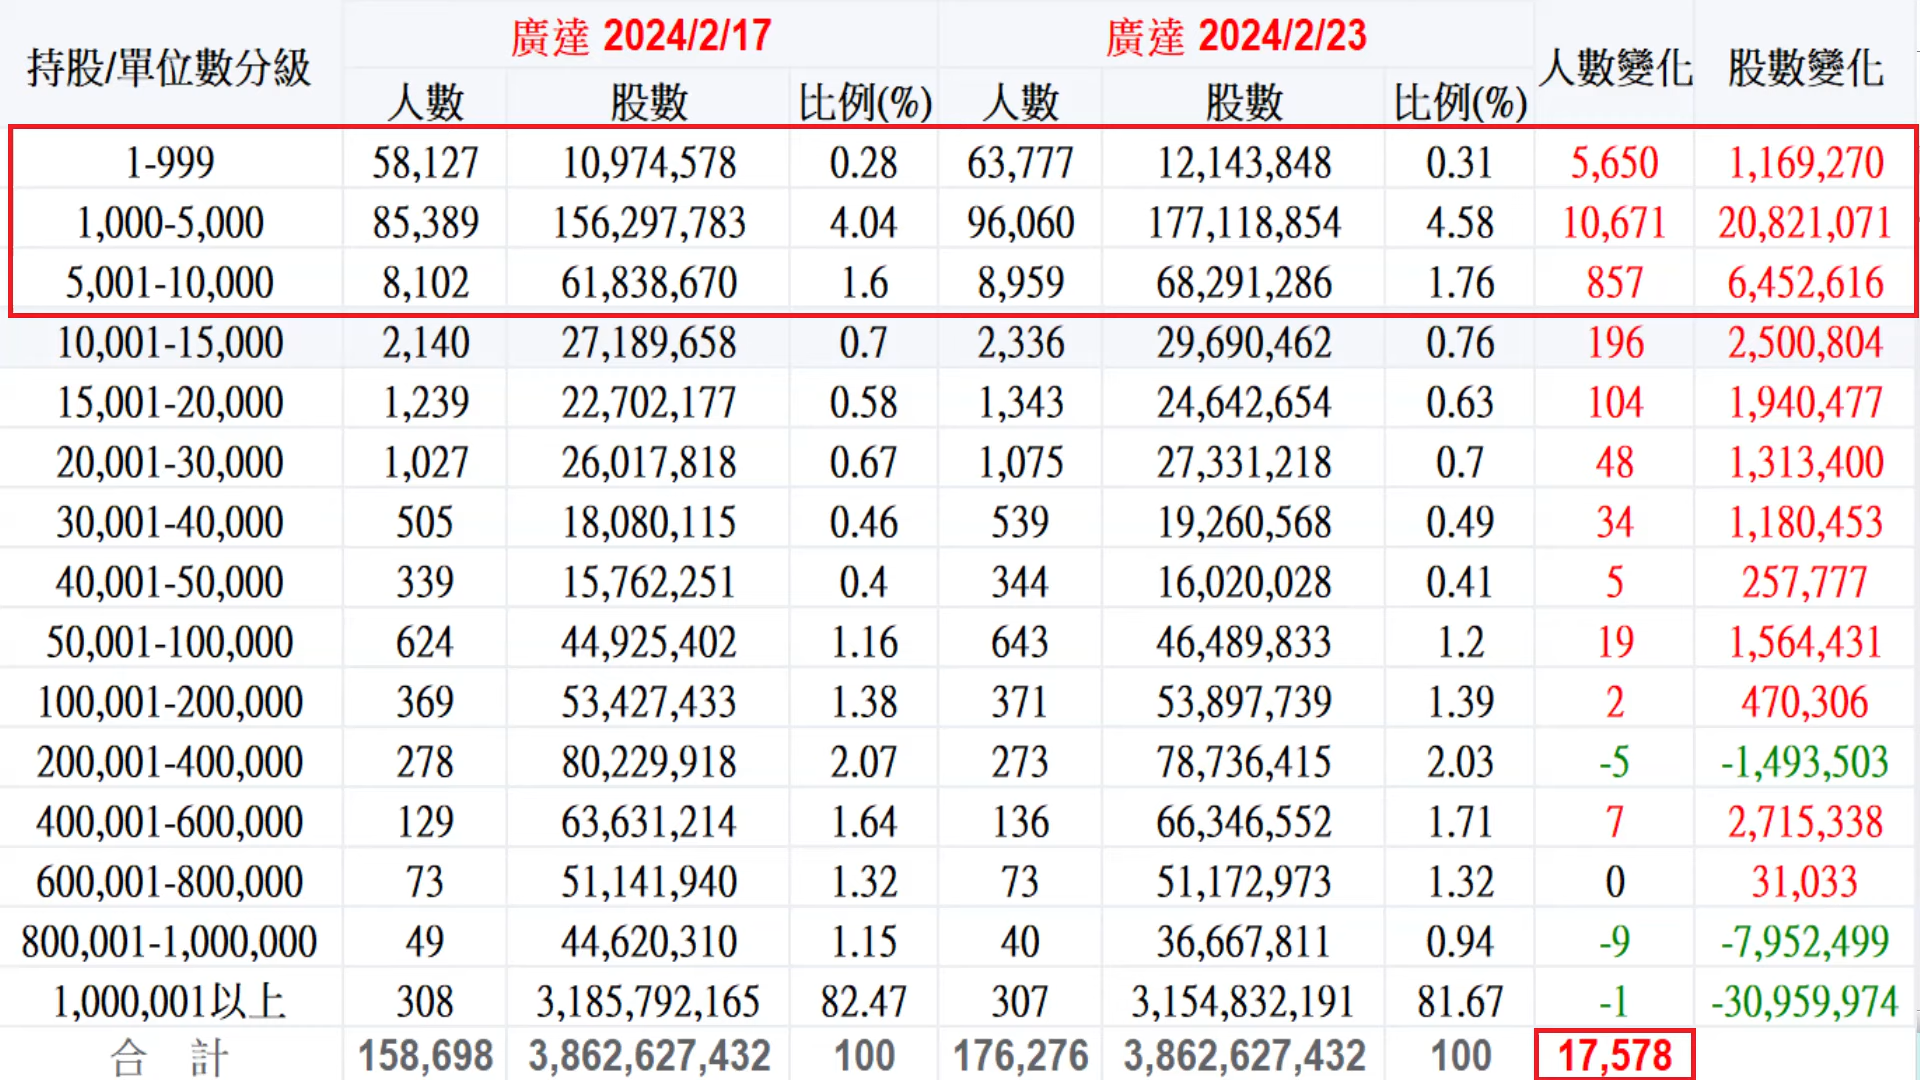 持股/單位數分級 廣達 2024/2/17 廣達 2024/2/23 人數變化 股數變化
人數 股數 比例(%) 人數 股數 比例(%)
1-999 58,127 10,974,578 0.28 63,777 12,143,848 0.31 5,650 1,169,270
1,000-5,000 85,389 156,297,783 4.04 96,060 177,118,854 4.58 10,671 20,821,071
5,001-10,000 8,102 61,838,670 1.6 8,959 68,291,286 1.76 857 6,452,616
10,001-15,000 2,140 27,189,658 0.7 2,336 29,690,462 0.76 196 2,500,804
15,001-20,000 1,239 22,702,177 0.58 1,343 24,642,654 0.63 104 1,940,477
20,001-30,000 1,027 26,017,818 0.67 1,075 27,331,218 0.7 48 1,313,400
30,001-40,000 505 18,080,115 0.46 539 19,260,568 0.49 34 1,180,453
40,001-50,000 339 15,762,251 0.4 344 16,020,028 0.41 5 257,777
50,001-100,000 624 44,925,402 1.16 643 46,489,833 1.2 19 1,564,431
100,001-200,000 369 53,427,433 1.38 371 53,897,739 1.39 2 470,306
200,001-400,000 278 80,229,918 2.07 273 78,736,415 2.03 -5 -1,493,503
400,001-600,000 129 63,631,214 1.64 136 66,346,552 1.71 7 2,715,338
600,001-800,000 73 51,141,940 1.32 73 51,172,973 1.32 0 31,033
800,001-1,000,000 49 44,620,310 1.15 40 36,667,811 0.94 -9 -7,952,499
1,000,001以上 308 3,185,792,165 82.47 307 3,154,832,191 81.67 -1 -30,959,974
合 計 158,698 3,862,627,432 100 176,276 3,862,627,432 100 17,578